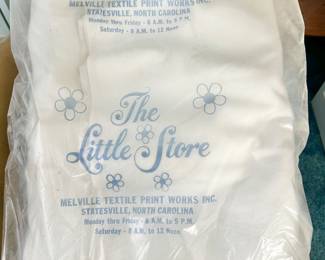 MELVILLE TEXTILE PRINT WORKS INC.
STATESVILLE, NORTH CAROLINA
Monday thru Friday - 8 A.M. to 5 P.M.
Saturday - 8 A.M. to 12 Noon
The
Little Store
MELVILLE TEXTILE PRINT WORKS INC.
STATESVILLE, NORTH CAROLINA
Monday thru Friday - 8 A.M. to 5 P.M.
Saturday - 8 A.M. to 12 Noon